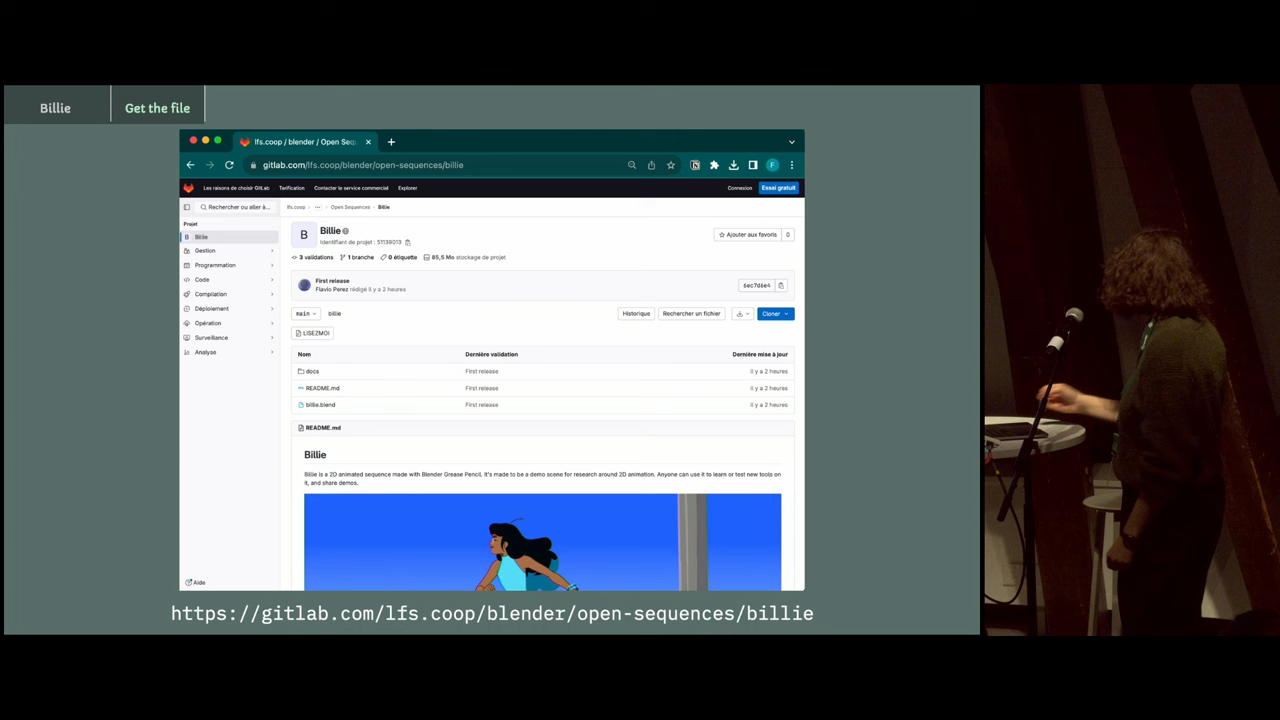 Billie
Get the file
lfs.coop / blender / Open Seq
gitlab.com/lfs.coop/blender/open-sequences/billie
F
Les raisons de choisir GitLab Tarification Contacter le service commercial Explorer
Connexion Essai gratuit
Rechercher ou aller à...
lfs.coop ... Open Sequences › Billie
Projet
B Billie
Gestion
Programmation
Code
Compilation
Déploiement
Opération
Surveillance
Analyse
Aide
B
Billie
Identifiant de projet : 51139013
Ajouter aux favoris 0
3 validations 1 branche 0 étiquette 85,5 Mo stockage de projet
First release
Flavio Perez rédigé il y a 2 heures
6ec7d6e4
main billie
Historique Rechercher un fichier Cloner
LISEZMOI
Nom Dernière validation Dernière mise à jour
docs First release il y a 2 heures
README.md First release il y a 2 heures
billie.blend First release il y a 2 heures
README.md
Billie
Billie is a 2D animated sequence made with Blender Grease Pencil. It's made to be a demo scene for research around 2D animation. Anyone can use it to learn or test new tools on
it, and share demos.
https://gitlab.com/lfs.coop/blender/open-sequences/billie